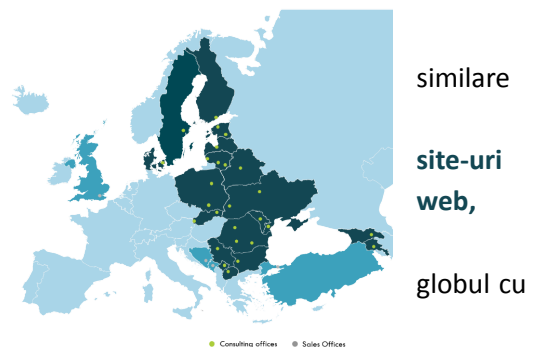 similare
site-uri
web,
globul cu
Consulting offices
Sales Offices